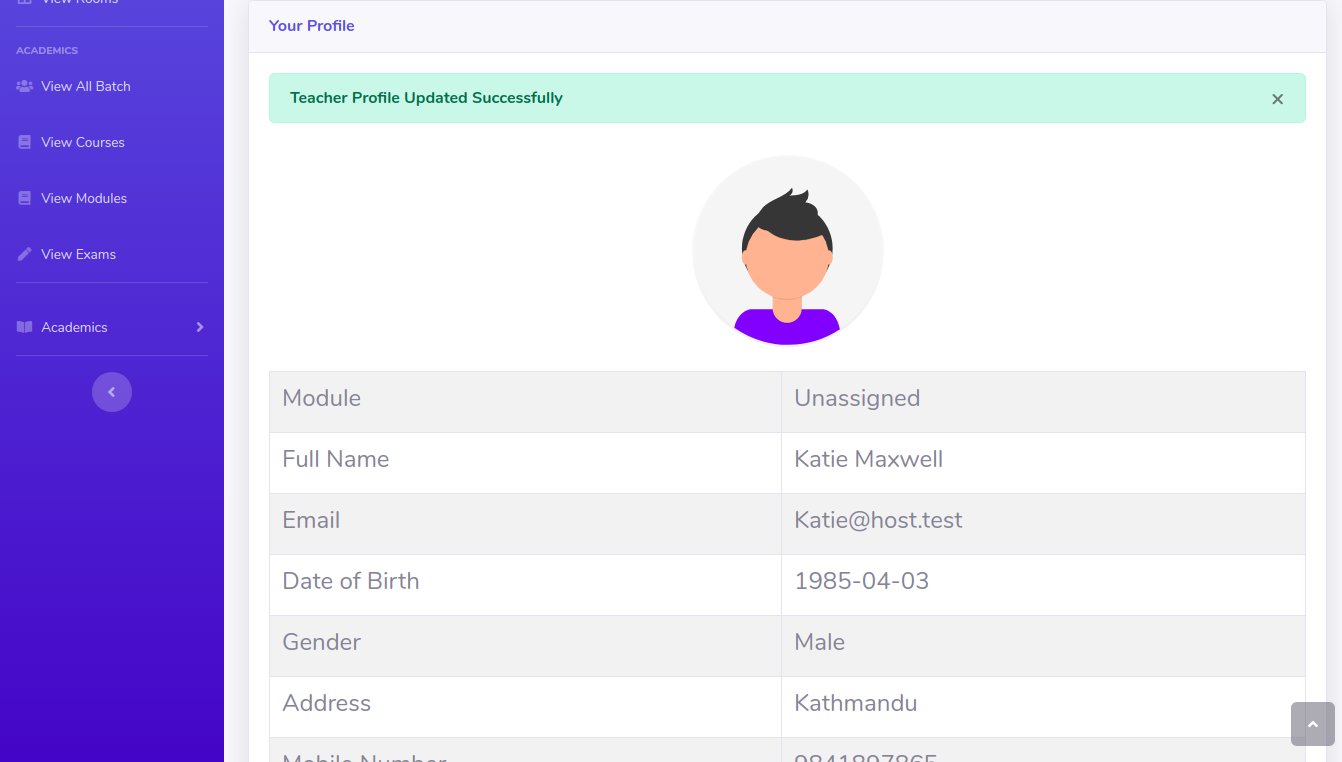 View Rooms
ACADEMICS
View All Batch
View Courses
View Modules
View Exams
Academics
Your Profile
Teacher Profile Updated Successfully ×
Module Unassigned
Full Name Katie Maxwell
Email Katie@host.test
Date of Birth 1985-04-03
Gender Male
Address Kathmandu
Mobile Number 9841897865